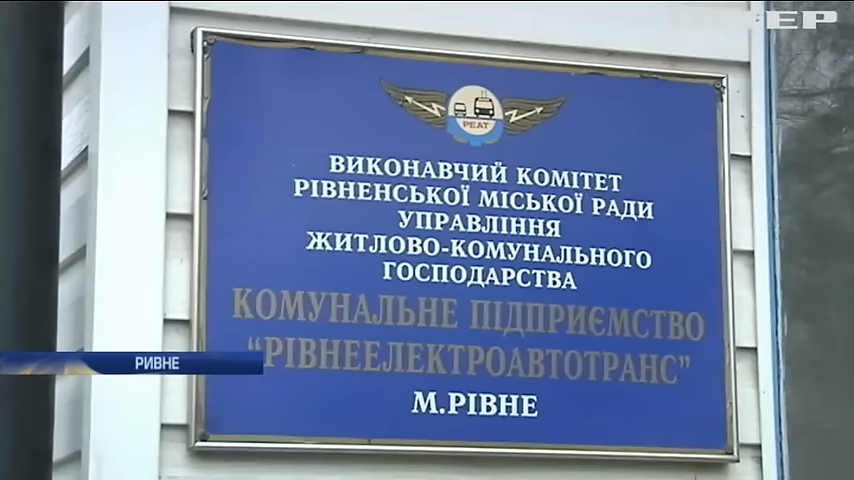 РЕАТ
ВИКОНАВЧИЙ КОМІТЕТ
РІВНЕНСЬКОЇ МІСЬКОЇ РАДИ
УПРАВЛІННЯ
ЖИТЛОВО-КОМУНАЛЬНОГО
ГОСПОДАРСТВА
КОМУНАЛЬНЕ ПІДПРИЄМСТВО
“РІВНЕЕЛЕКТРОАВТОТРАНС”
М.РІВНЕ
РИВНЕ